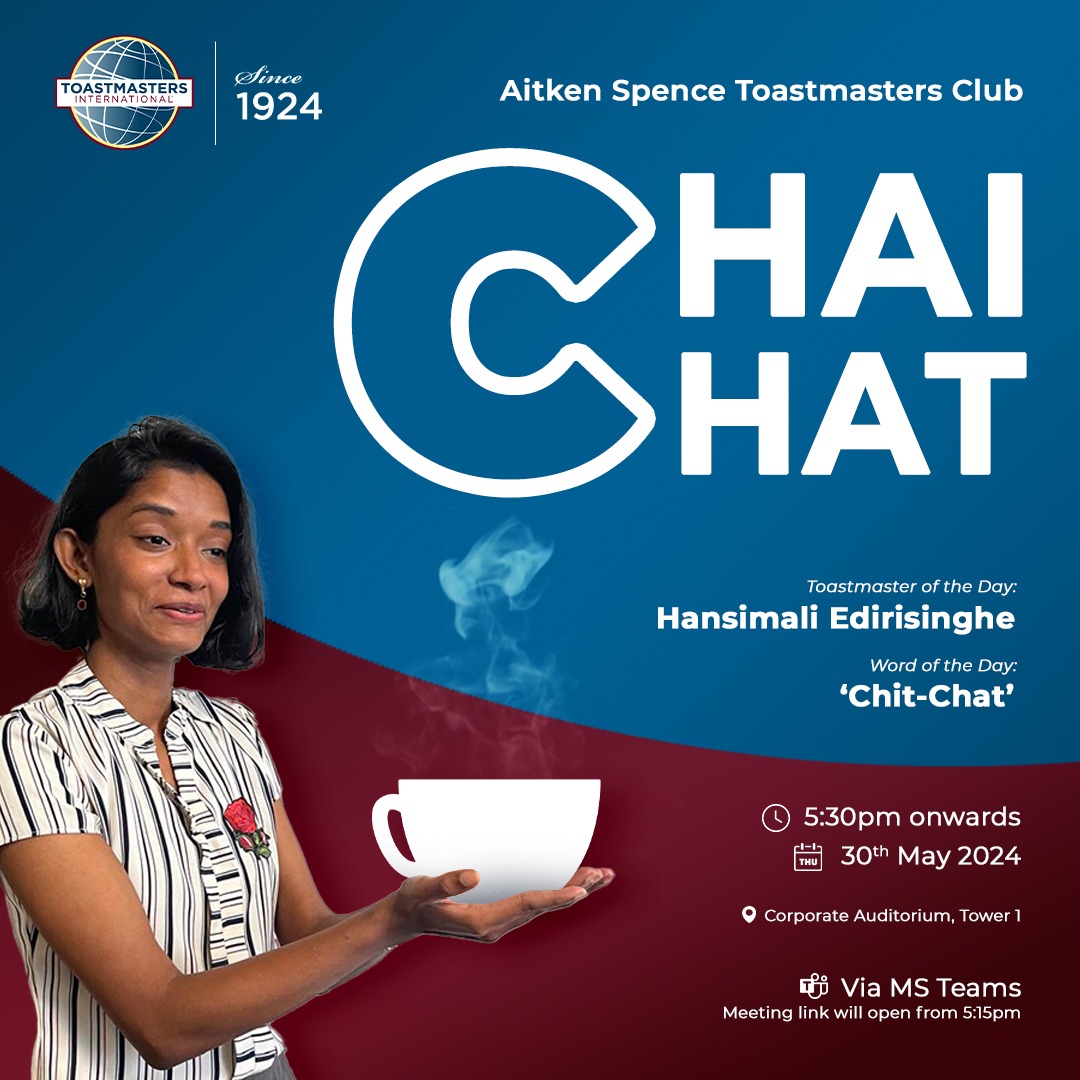 TOASTMASTERS
INTERNATIONAL
Since
1924
Aitken Spence Toastmasters Club
CHAI
CHAT
Toastmaster of the Day:
Hansimali Edirisinghe
Word of the Day:
‘Chit-Chat’
5:30pm onwards
THU
30th May 2024
Corporate Auditorium, Tower 1
Via MS Teams
Meeting link will open from 5:15pm